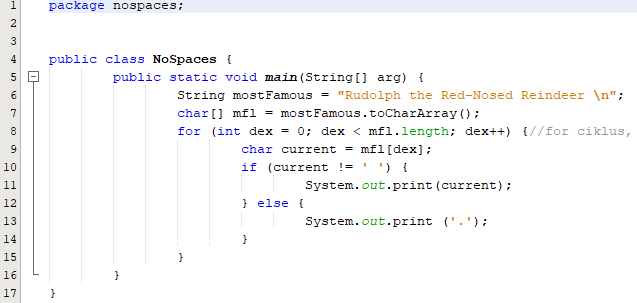 1 package nospaces;
2
3
4 public class NoSpaces {
5 public static void main(String[] arg) {
6 String mostFamous = "Rudolph the Red-Nosed Reindeer \n";
7 char[] mfl = mostFamous.toCharArray();
8 for (int dex = 0; dex < mfl.length; dex++) {//for ciklus,
9 char current = mfl[dex];
10 if (current != ' ') {
11 System.out.print(current);
12 } else {
13 System.out.print ('.');
14 }
15 }
16 }
17 }